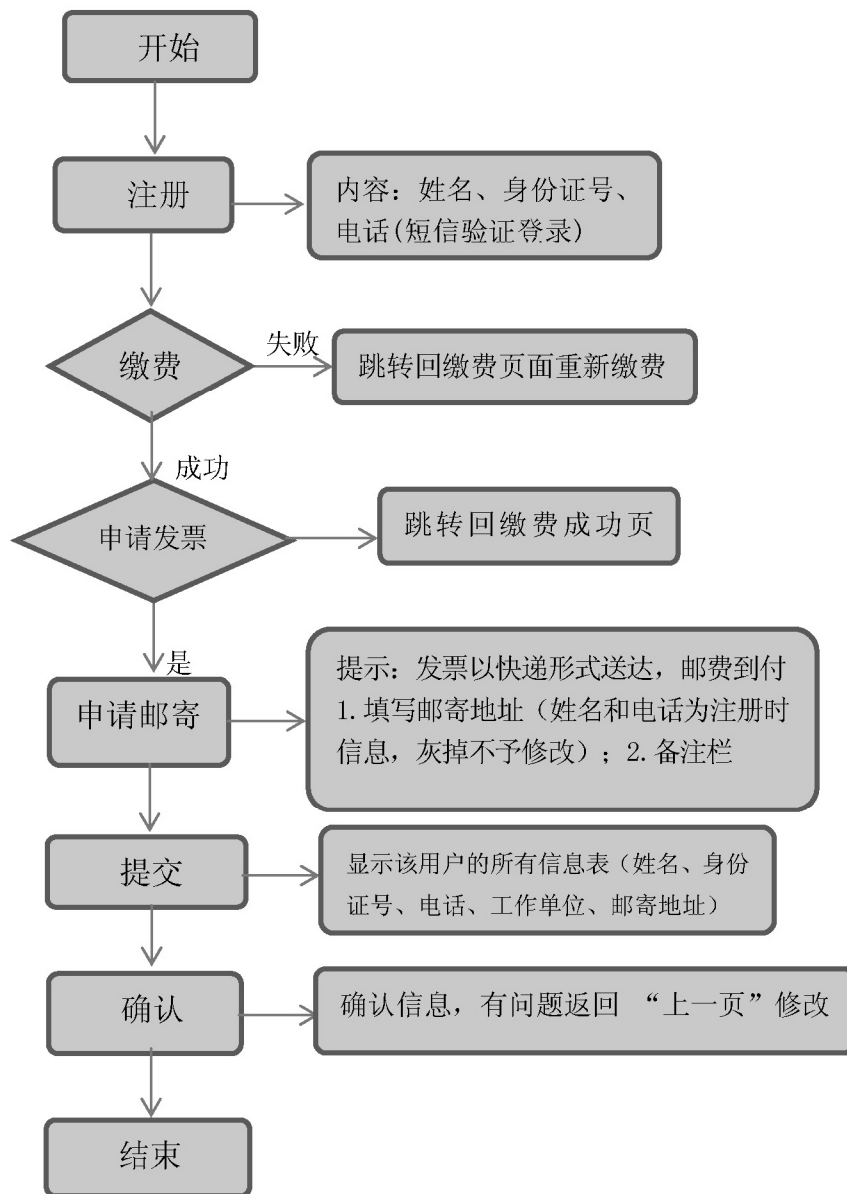 开始
注册
内容：姓名、身份证号、
电话(短信验证登录)
缴费
失败
跳转回缴费页面重新缴费
成功
申请发票
跳转回缴费成功页
是
申请邮寄
提示：发票以快递形式送达，邮费到付
1.填写邮寄地址（姓名和电话为注册时
信息，灰掉不予修改）；2.备注栏
提交
显示该用户的所有信息表（姓名、身份
证号、电话、工作单位、邮寄地址）
确认
确认信息，有问题返回 “上一页”修改
结束